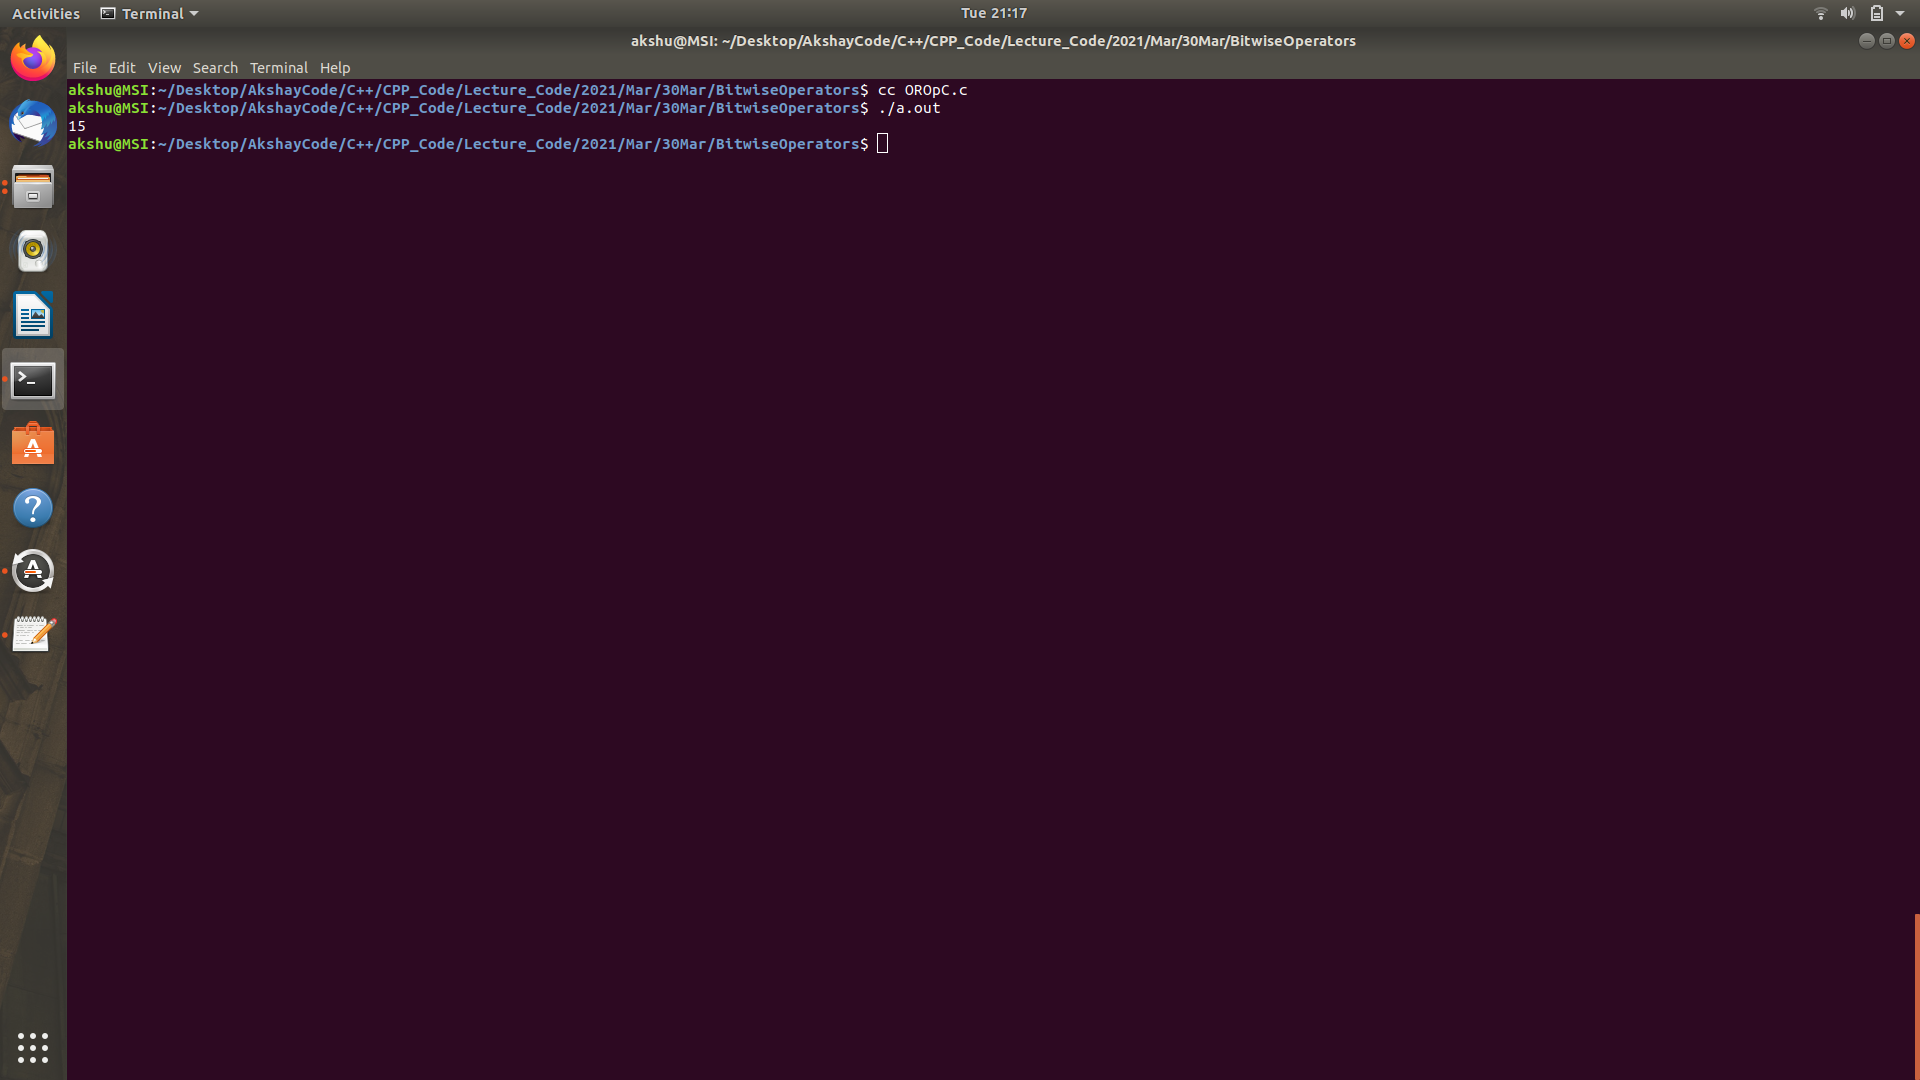 Activities Terminal Tue 21:17
akshu@MSI: ~/Desktop/AkshayCode/C++/CPP_Code/Lecture_Code/2021/Mar/30Mar/BitwiseOperators
File Edit View Search Terminal Help
akshu@MSI:~/Desktop/AkshayCode/C++/CPP_Code/Lecture_Code/2021/Mar/30Mar/BitwiseOperators$ cc OROpC.c
akshu@MSI:~/Desktop/AkshayCode/C++/CPP_Code/Lecture_Code/2021/Mar/30Mar/BitwiseOperators$ ./a.out
15
akshu@MSI:~/Desktop/AkshayCode/C++/CPP_Code/Lecture_Code/2021/Mar/30Mar/BitwiseOperators$